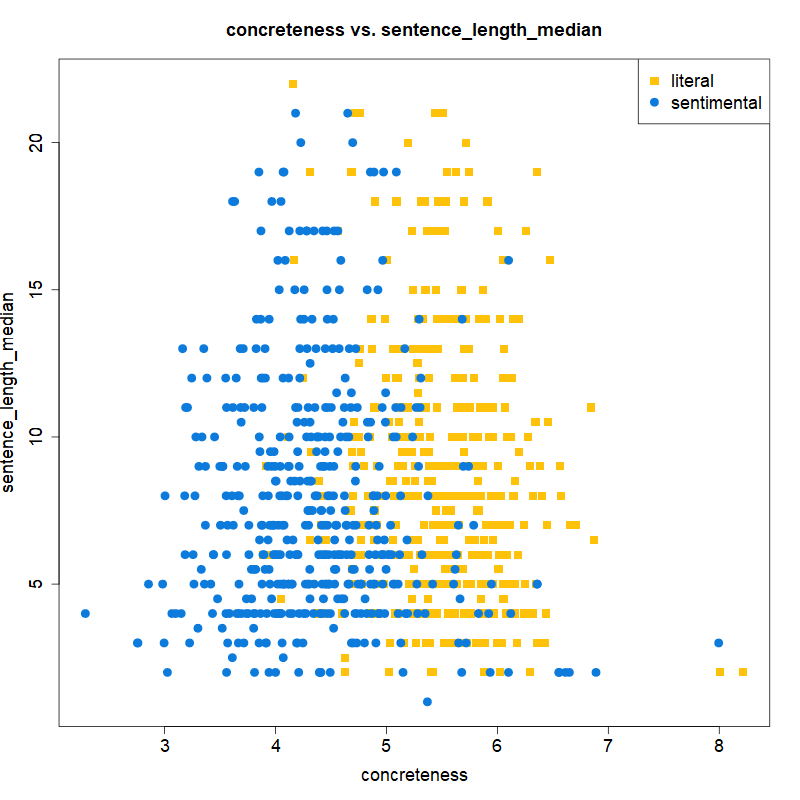 concreteness vs. sentence_length_median
literal
sentimental
20
15
10
5
sentence_length_median
3
4
5
6
7
8
concreteness